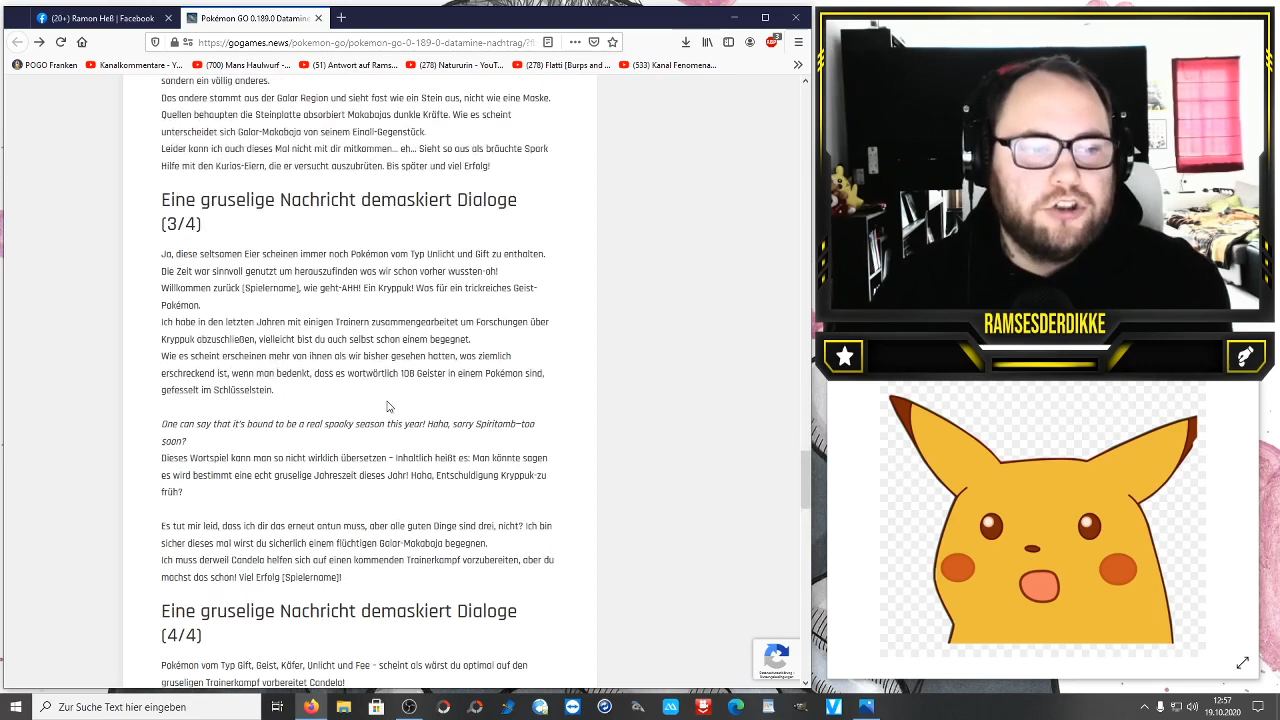 (20+) Ramon Heß | Facebook
Pokémon GO 0.189.0 Datamine
https://gogames.news/pokemon-go/pokemon-go-0-189-0-datamine-nachtrag/?f
3
POGO Franken
Kanalkommentare - Y...
(700) Mans Haulwurf - ...
(51) Antwort auf Rams...
(278) Natururin - YouT...
(278) Flatti [Burps and ...
(533) Kanal Fenomena...
sondern ein völlig anderes.
Das andere stammt aus der Galar Region und sieht fast wie ein Stein aus, nicht wie eine Maske.
Quellen behaupten die Steinplatte absorbiert Makabajas dunkle Kräfte. Wie es scheint
unterscheidet sich Galar-Makabaja von seinem Einall-Gegenstück.
Leider kann ich auch dieses Mal nicht mit dir mitkommen... eh... Sieht so aus als bräuchte Spark
Hilfe mit den Kurios-Eiern, die er versucht auszubrüten. Bis später und viel Erfolg!
Eine gruselige Nachricht demaskiert Dialoge
(3/4)
Ja, diese seltsamen Eier scheinen immer noch Pokémon vom Typ Unlicht und Gift zu enthalten.
Die Zeit war sinnvoll genutzt um herauszufinden was wir schon vorher wussten-oh!
Willkommen zurück [Spielername], wie geht-AHH! Ein Kryppuk! Was für ein trickreiches Geist-
Pokémon.
Ich habe in den letzten Jahren mit einigen Trainern zusammengearbeitet um Forschungen über
Kryppuk abzuschließen, vielleicht bist du auch selbst schon einem begegnet.
Wie es scheint erscheinen mehr von ihnen als wir bisher gesehen hatten, was ziemlich
erschreckend ist, wenn man bedenkt, dass es wortwörtlich 108 Geister in einem Pokémon sind,
gefesselt im Schlüsselstein.
One can say that it's bound to be a real spooky season this year! Haha, sorry Spiritomb—too
soon?
Dieses Wortspiel kann man so nicht wirklich übersetzen – Inhaltlich heißt es: Man könnte sagen
es wird bestimmt eine echt gruselige Jahreszeit dieses Jahr! Haha, Entschuldigung Kryppuk-zu
früh?
Es tut mir leid, dass ich dir das erneut antun muss, aber alle guten Dinge sind drei, nicht? Ich bin
sicher dieses mal wirst du sicherlich einem flüchtigen Galar-Makabaja begegnen.
Ich muss derweil Candela helfen sich auf einen kommenden Trainerkampf vorzubereiten, aber du
machst das schon! Viel Erfolg [Spielername]!
Eine gruselige Nachricht demaskiert Dialoge
(4/4)
Pokémon vom Typ Gift, Geist, Käfer, Unlicht und Fee – scheint als wärst du optimal auf den
gruseligen Trainerkampf vorbereitet Candela!
RAMSESDERDIKKE
Zur Suche Text hier eingeben
12:57
19.10.2020